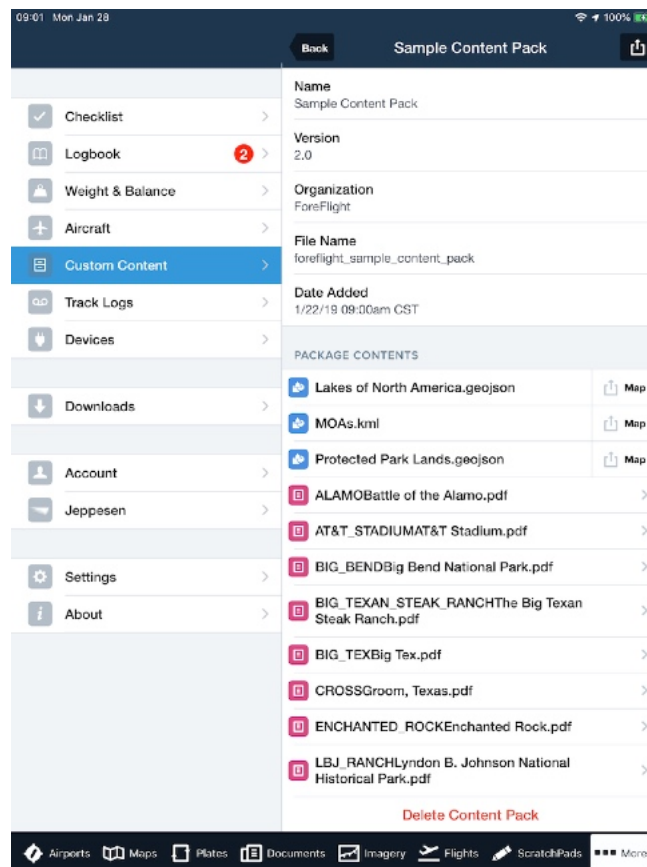 09:01 Mon Jan 28
100%
Back
Sample Content Pack
Checklist
Logbook
2
Weight & Balance
Aircraft
Custom Content
Track Logs
Devices
Downloads
Account
Jeppesen
Settings
About
Name
Sample Content Pack
Version
2.0
Organization
ForeFlight
File Name
foreflight_sample_content_pack
Date Added
1/22/19 09:00am CST
PACKAGE CONTENTS
Lakes of North America.geojson Map
MOAs.kml Map
Protected Park Lands.geojson Map
ALAMOBattle of the Alamo.pdf
AT&T_STADIUMAT&T Stadium.pdf
BIG_BENDBig Bend National Park.pdf
BIG_TEXAN_STEAK_RANCHThe Big Texan
Steak Ranch.pdf
BIG_TEXBig Tex.pdf
CROSSGroom, Texas.pdf
ENCHANTED_ROCKEnchanted Rock.pdf
LBJ_RANCHLyndon B. Johnson National
Historical Park.pdf
Delete Content Pack
Airports Maps Plates Documents Imagery Flights ScratchPads More